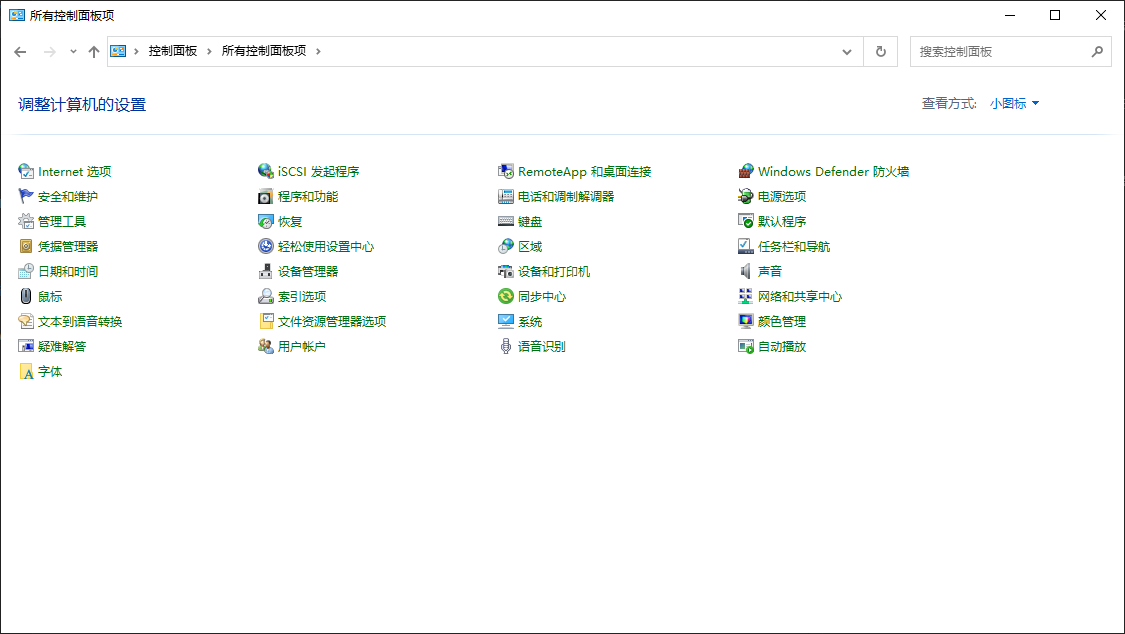 所有控制面板项
控制面板 所有控制面板项
搜索控制面板
调整计算机的设置
查看方式: 小图标
Internet 选项 iSCSI 发起程序 RemoteApp 和桌面连接 Windows Defender 防火墙
安全和维护 程序和功能 电话和调制解调器 电源选项
管理工具 恢复 键盘 默认程序
凭据管理器 轻松使用设置中心 区域 任务栏和导航
日期和时间 设备管理器 设备和打印机 声音
鼠标 索引选项 同步中心 网络和共享中心
文本到语音转换 文件资源管理器选项 系统 颜色管理
疑难解答 用户帐户 语音识别 自动播放
字体